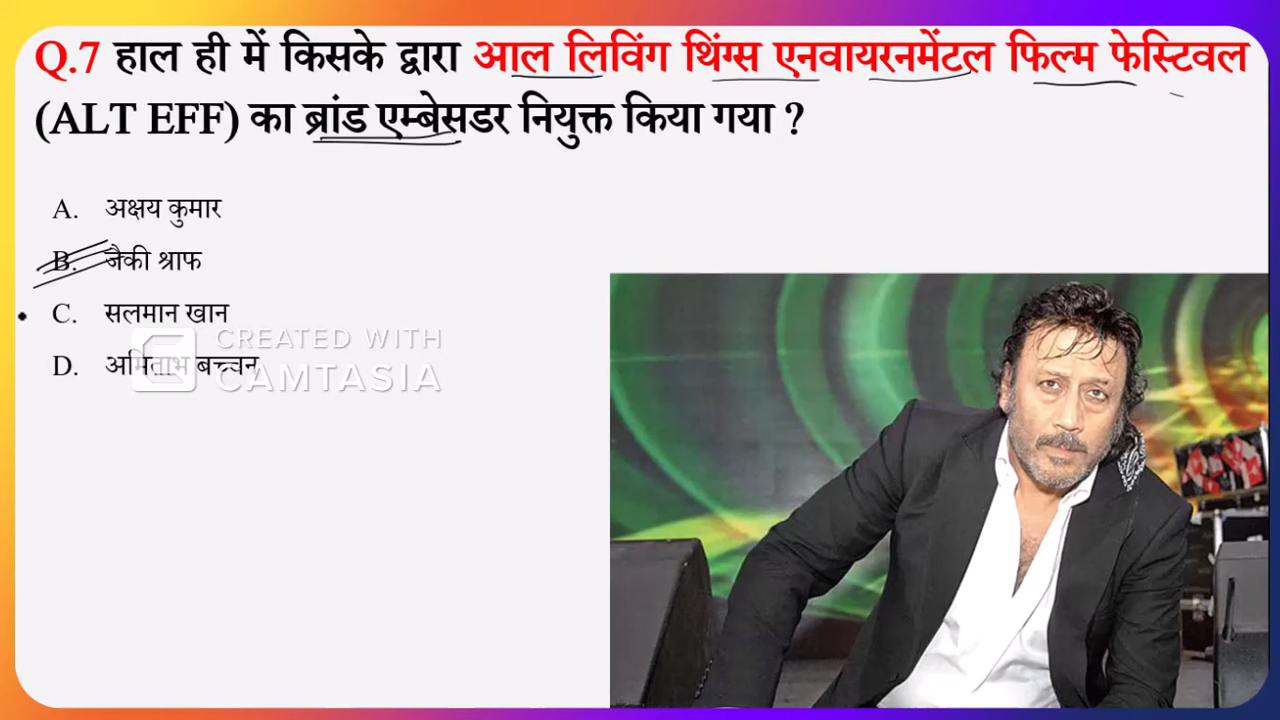 Q.7 हाल ही में किसके द्वारा आल लिविंग थिंग्स एनवायरनमेंटल फिल्म फेस्टिवल
(ALT EFF) का ब्रांड एम्बेसडर नियुक्त किया गया ?
A. अक्षय कुमार
B. जैकी श्राफ
C. सलमान खान
D. अमिताभ बच्चन
CREATED WITH
CAMTASIA